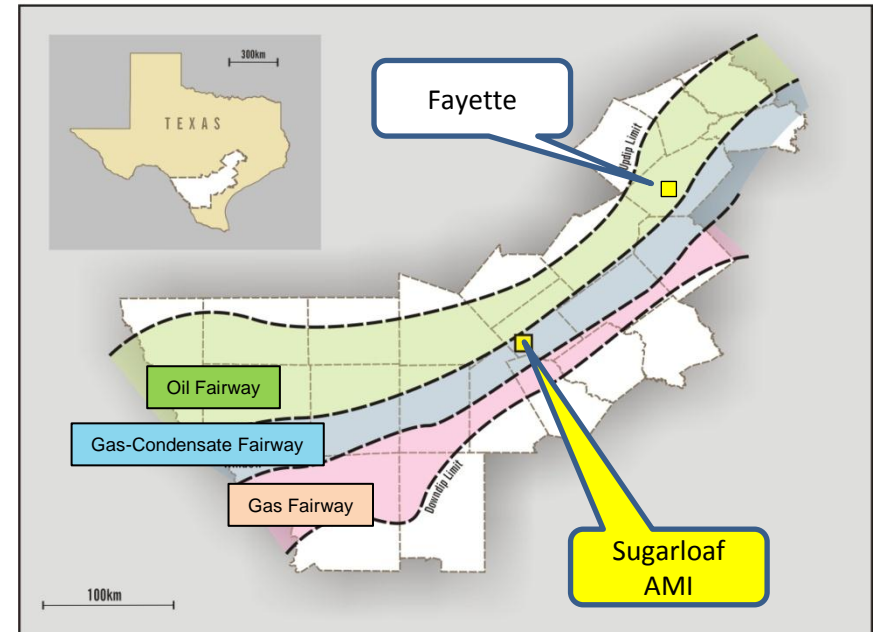 300km
TEXAS
Fayette
Updip Limit
Oil Fairway
Gas-Condensate Fairway
Gas Fairway
Downdip Limit
Sugarloaf
AMI
100km